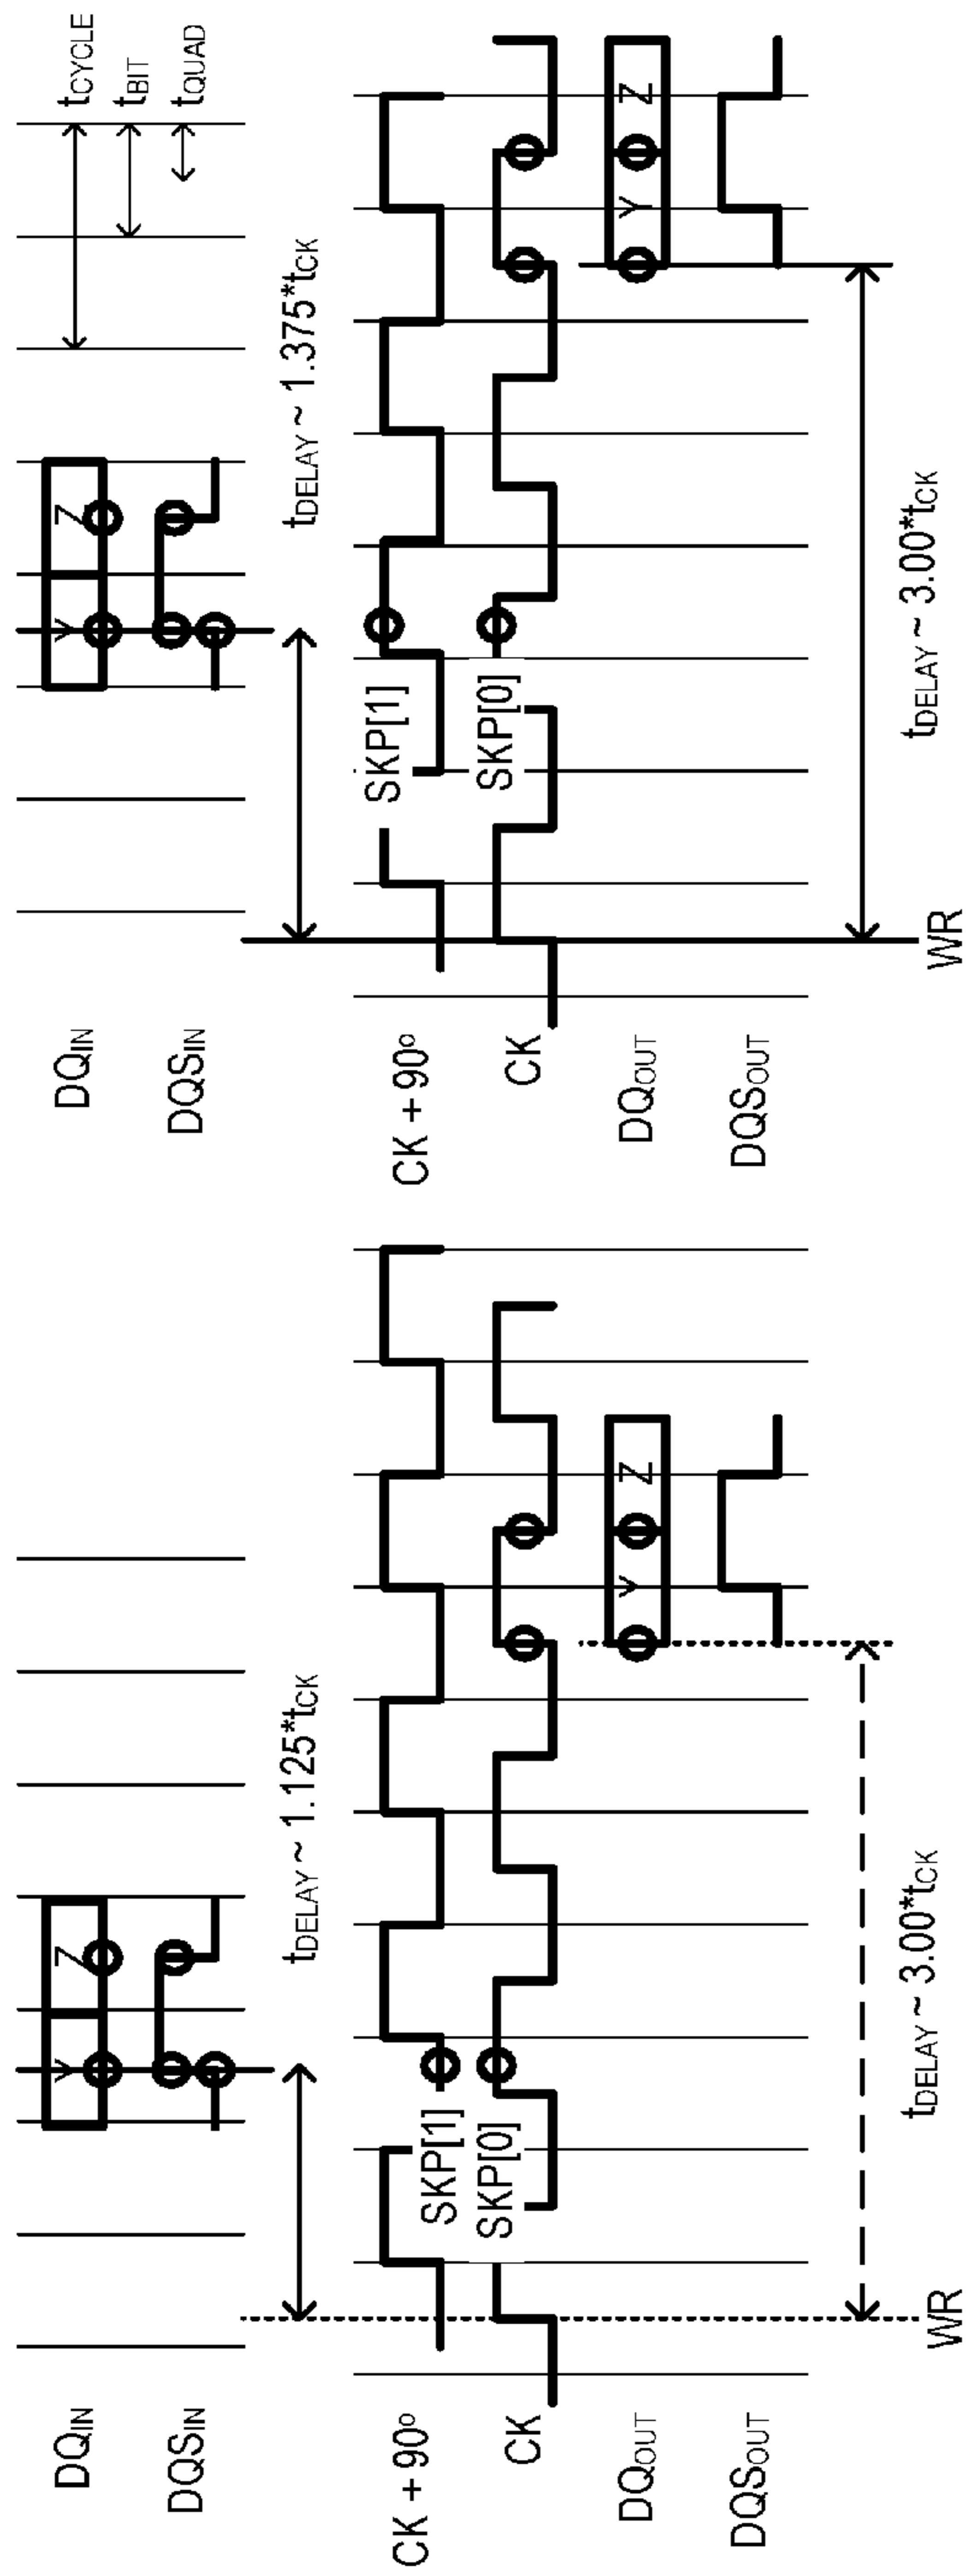 DQIN
DQSIN
tDELAY ~ 1.125*tCK
CK + 90º
SKP[1]
CK
SKP[0]
DQOUT
DQSOUT
Y Z
Y Z
tDELAY ~ 3.00*tCK
WR
DQIN
DQSIN
Y Z
tCYCLE
tBIT
tQUAD
tDELAY ~ 1.375*tCK
CK + 90º
SKP[1]
CK
SKP[0]
DQOUT
Y Z
DQSOUT
tDELAY ~ 3.00*tCK
WR